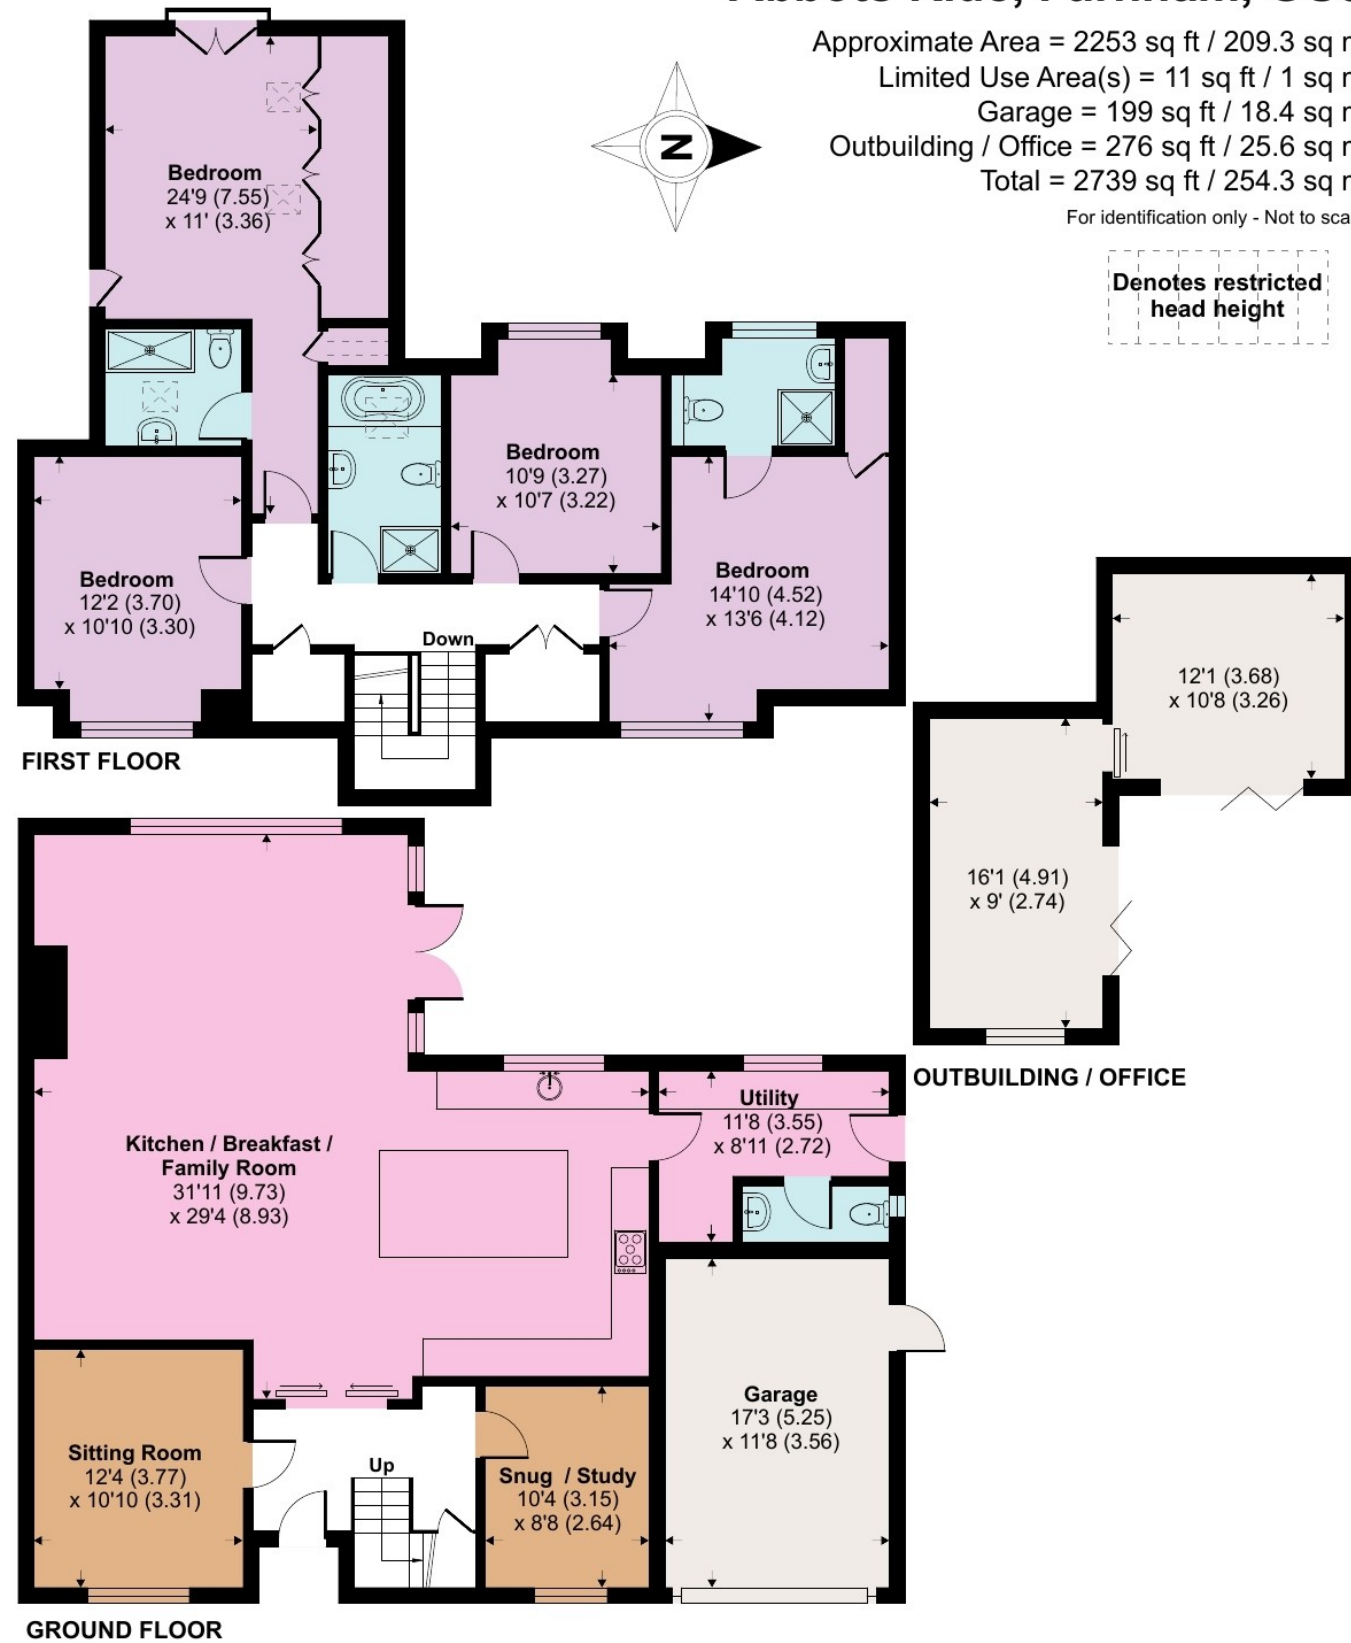 Approximate Area = 2253 sq ft / 209.3 sq
Limited Use Area(s) = 11 sq ft / 1 sq
Garage = 199 sq ft / 18.4 sq
Outbuilding / Office = 276 sq ft / 25.6 sq
Total = 2739 sq ft / 254.3 sq
For identification only - Not to sca
N
Denotes restricted
head height
Bedroom
24'9 (7.55)
x 11' (3.36)
Bedroom
10'9 (3.27)
x 10'7 (3.22)
Bedroom
12'2 (3.70)
x 10'10 (3.30)
Bedroom
14'10 (4.52)
x 13'6 (4.12)
Down
FIRST FLOOR
12'1 (3.68)
x 10'8 (3.26)
16'1 (4.91)
x 9' (2.74)
OUTBUILDING / OFFICE
Kitchen / Breakfast /
Family Room
31'11 (9.73)
x 29'4 (8.93)
Utility
11'8 (3.55)
x 8'11 (2.72)
Garage
17'3 (5.25)
x 11'8 (3.56)
Sitting Room
12'4 (3.77)
x 10'10 (3.31)
Up
Snug / Study
10'4 (3.15)
x 8'8 (2.64)
GROUND FLOOR